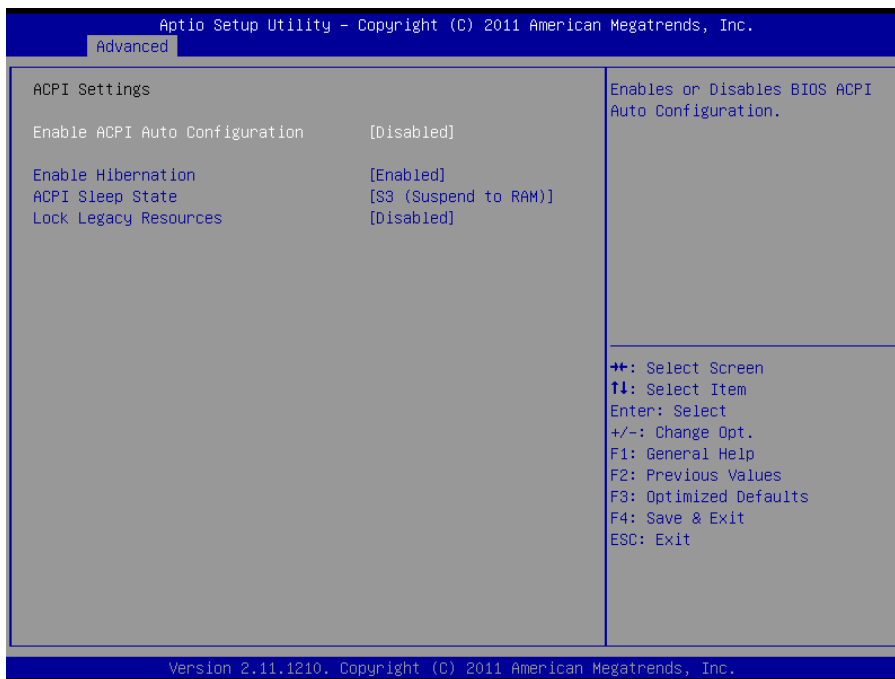 Aptio Setup Utility – Copyright (C) 2011 American Megatrends, Inc.
Advanced
ACPI Settings
Enable ACPI Auto Configuration [Disabled]
Enable Hibernation [Enabled]
ACPI Sleep State [S3 (Suspend to RAM)]
Lock Legacy Resources [Disabled]
Enables or Disables BIOS ACPI
Auto Configuration.
→←: Select Screen
↑↓: Select Item
Enter: Select
+/-: Change Opt.
F1: General Help
F2: Previous Values
F3: Optimized Defaults
F4: Save & Exit
ESC: Exit
Version 2.11.1210. Copyright (C) 2011 American Megatrends, Inc.